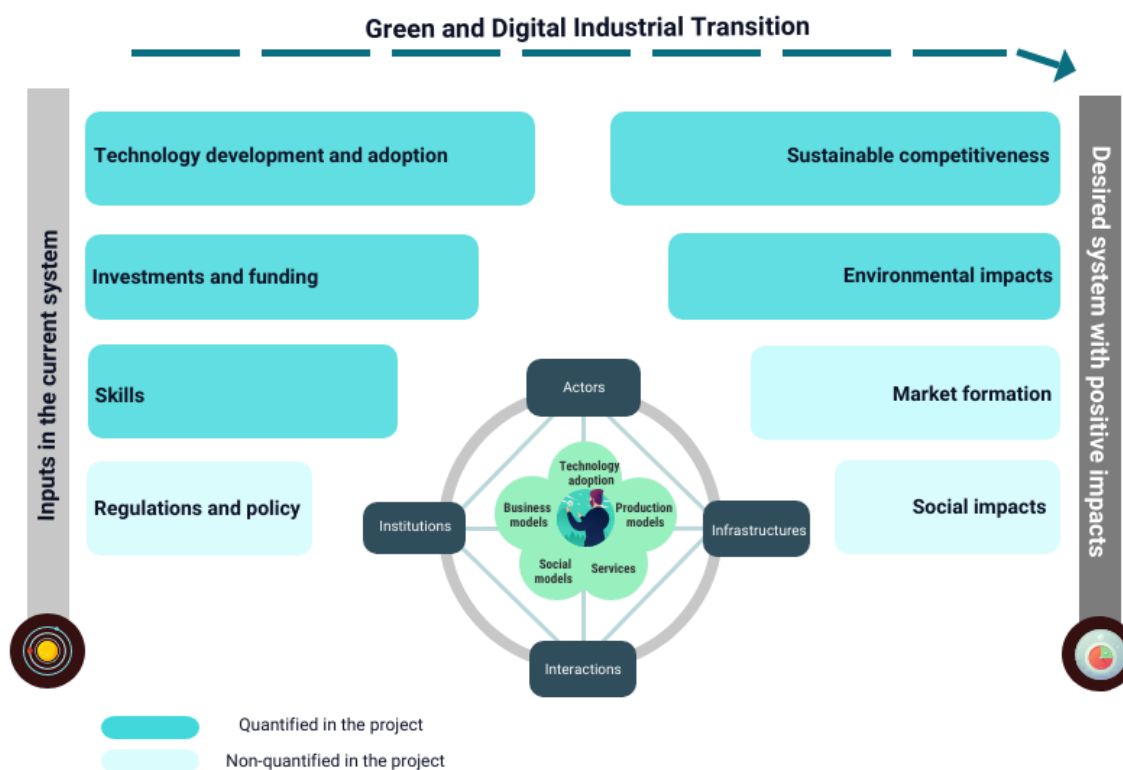 Green and Digital Industrial Transition
Inputs in the current system
Technology development and adoption
Investments and funding
Skills
Regulations and policy
Sustainable competitiveness
Environmental impacts
Market formation
Social impacts
Desired system with positive impacts
Actors
Institutions
Infrastructures
Interactions
Technology
adoption
Business
models
Production
models
Social
models
Services
Quantified in the project
Non-quantified in the project